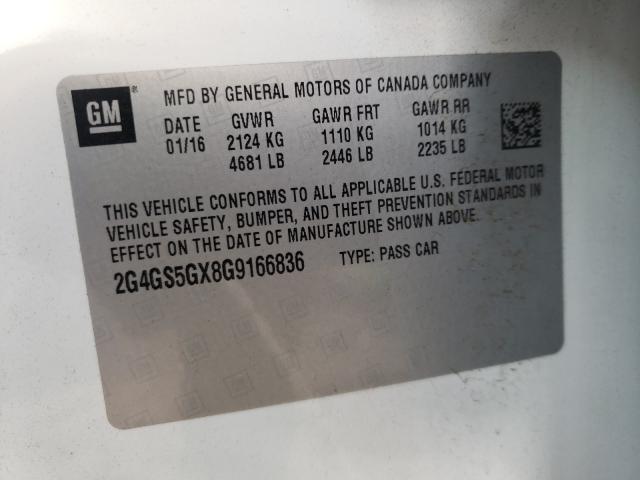 GM
®
MFD BY GENERAL MOTORS OF CANADA COMPANY
DATE GVWR GAWR FRT GAWR RR
01/16 2124 KG 1110 KG 1014 KG
4681 LB 2446 LB 2235 LB
THIS VEHICLE CONFORMS TO ALL APPLICABLE U.S. FEDERAL MOTOR
VEHICLE SAFETY, BUMPER, AND THEFT PREVENTION STANDARDS IN
EFFECT ON THE DATE OF MANUFACTURE SHOWN ABOVE.
2G4GS5GX8G9166836 TYPE: PASS CAR